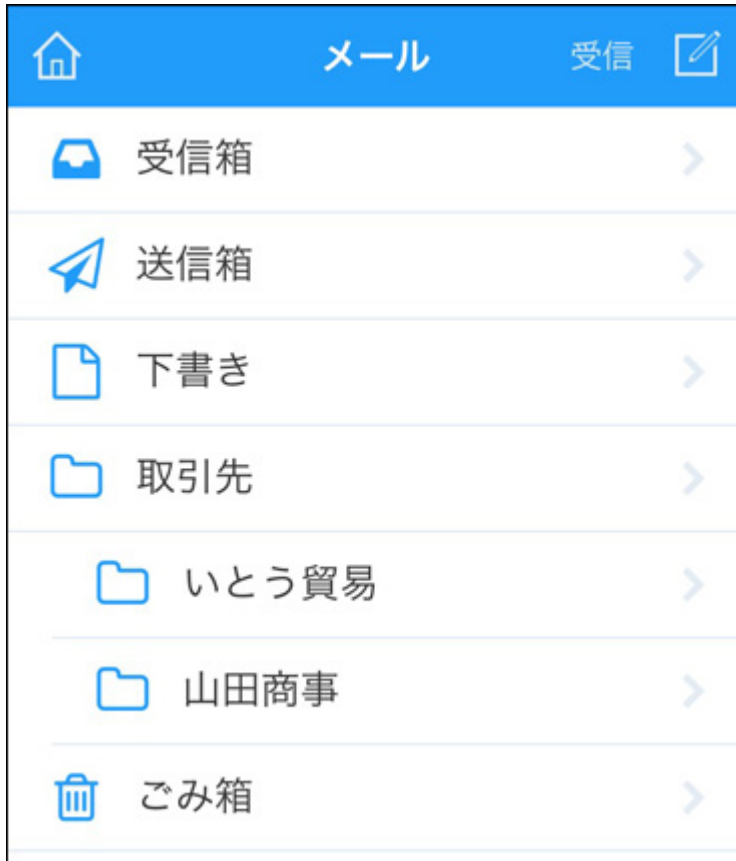 メール 受信
受信箱
送信箱
下書き
取引先
いとう貿易
山田商事
ごみ箱